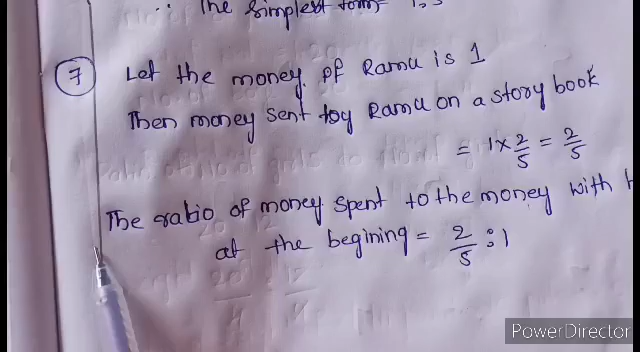 ∴ The simplest form
7 Let the money of Ramu is 1
Then money sent by Ramu on a story book
= 1 × 2/5 = 2/5
The ratio of money spent to the money with
at the begining = 2/5 : 1
PowerDirector